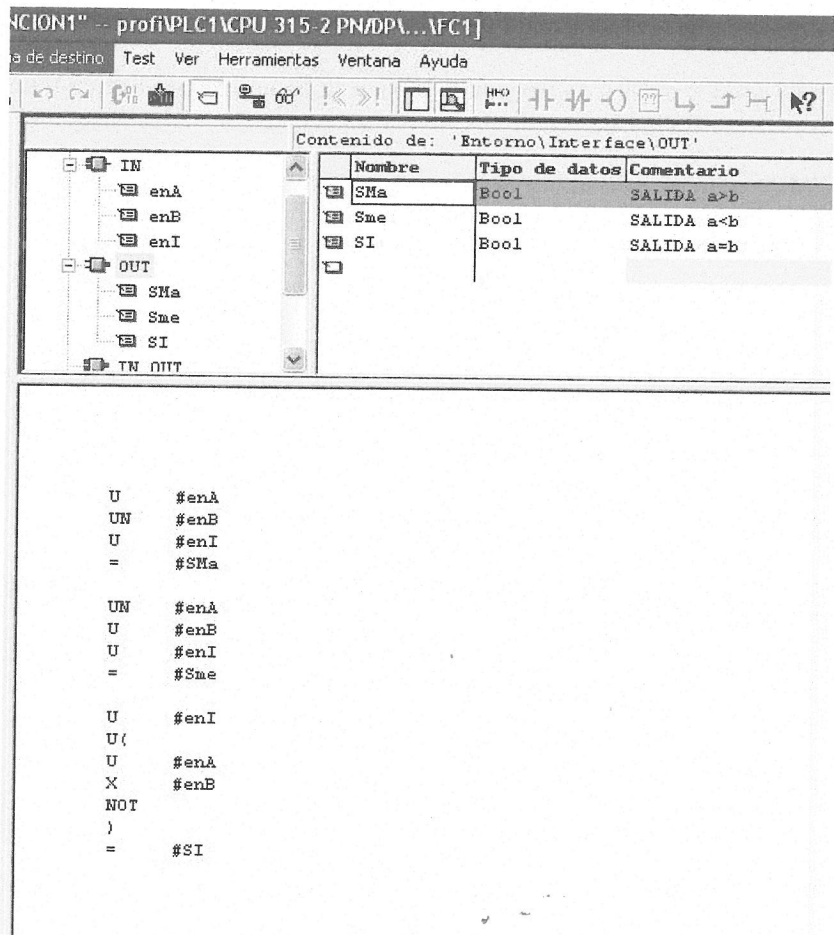 NCION1" -- profi\PLC1\CPU 315-2 PN/DP\...\FC1]
a de destino Test Ver Herramientas Ventana Ayuda
Contenido de: 'Entorno\Interface\OUT'
IN
enA
enB
enI
OUT
SMa
Sme
SI
IN_OUT
Nombre Tipo de datos Comentario
SMa Bool SALIDA a>b
Sme Bool SALIDA a<b
SI Bool SALIDA a=b
U #enA
UN #enB
U #enI
= #SMa
UN #enA
U #enB
U #enI
= #Sme
U #enI
U(
U #enA
X #enB
NOT
)
= #SI